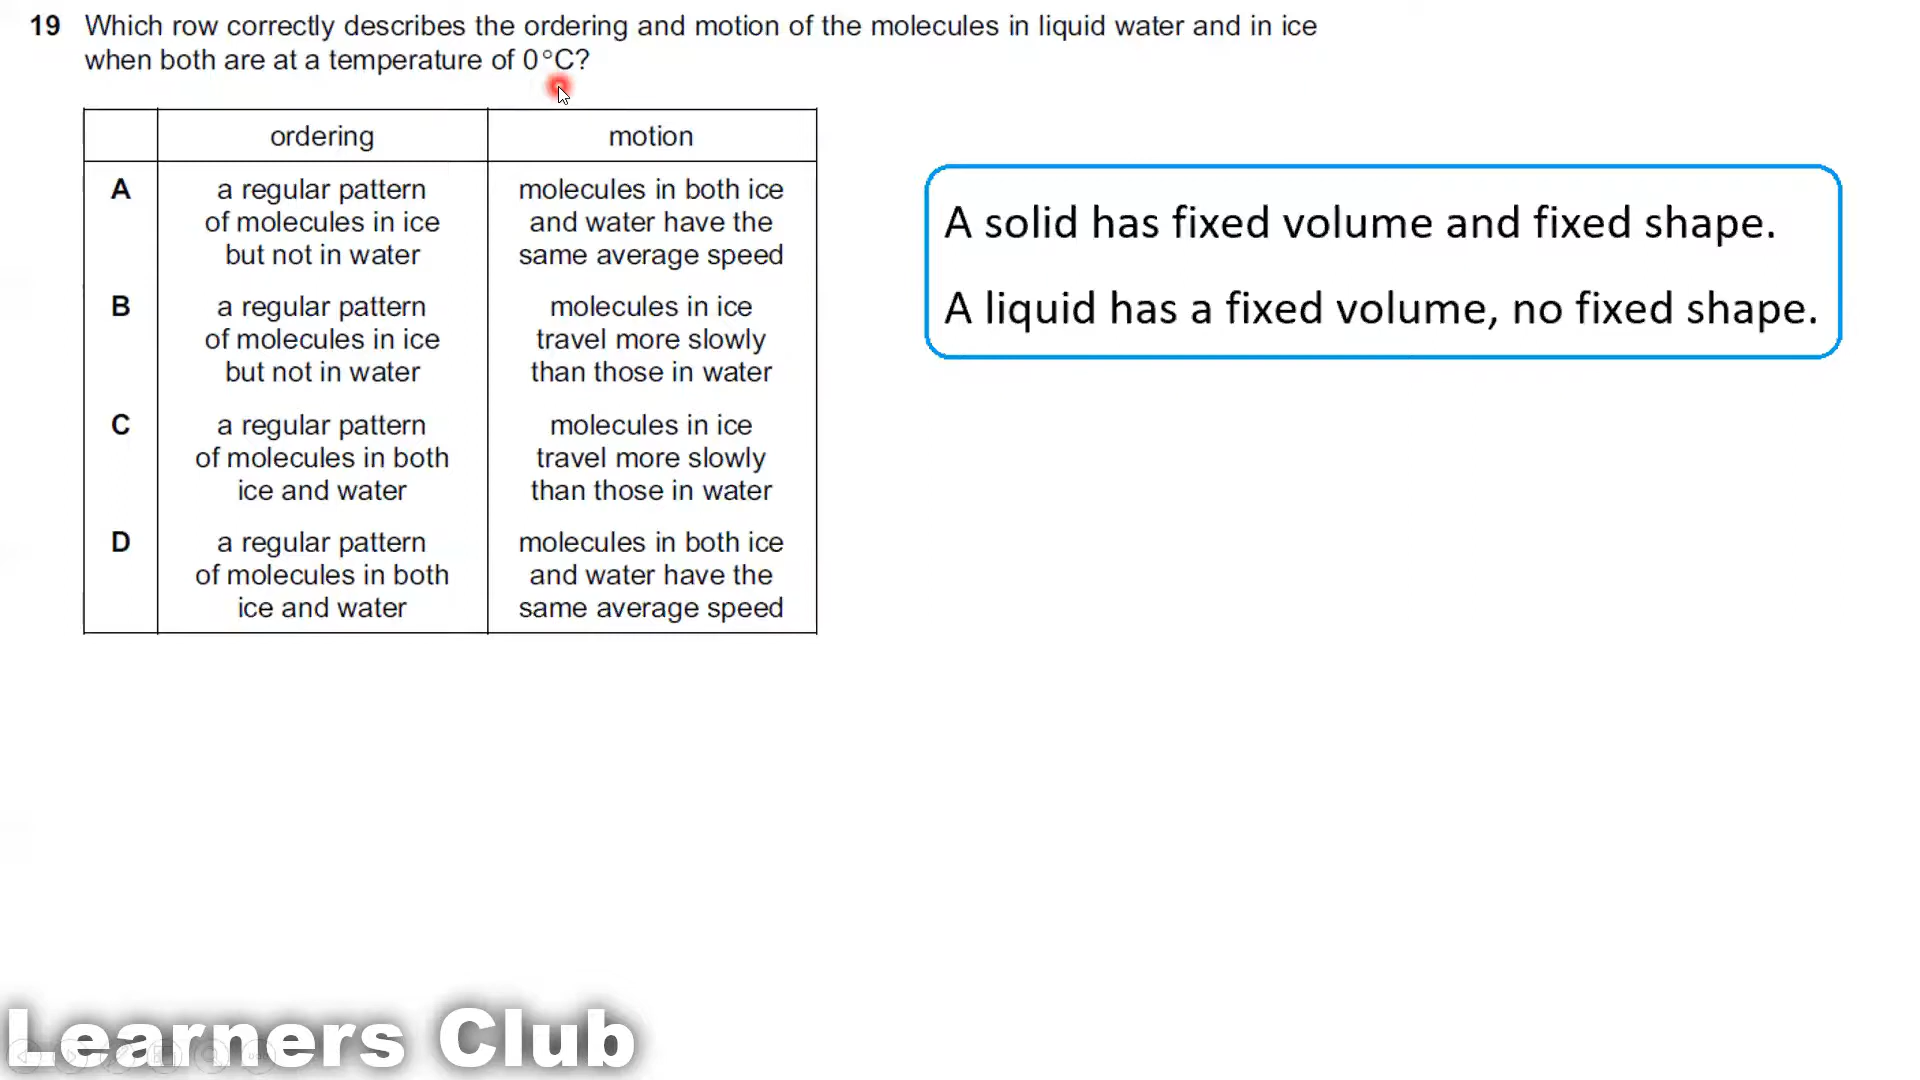 19 Which row correctly describes the ordering and motion of the molecules in liquid water and in ice
when both are at a temperature of 0°C?
ordering motion
A a regular pattern of molecules in ice but not in water molecules in both ice and water have the same average speed
B a regular pattern of molecules in ice but not in water molecules in ice travel more slowly than those in water
C a regular pattern of molecules in both ice and water molecules in ice travel more slowly than those in water
D a regular pattern of molecules in both ice and water molecules in both ice and water have the same average speed
A solid has fixed volume and fixed shape.
A liquid has a fixed volume, no fixed shape.
Learners Club